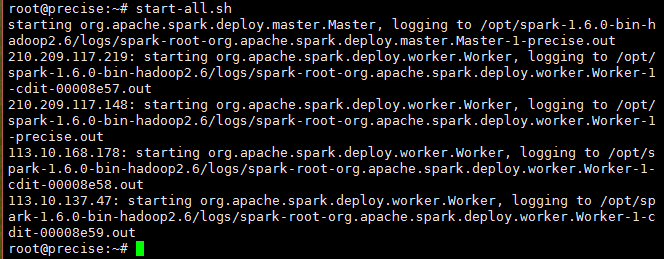 root@precise:~# start-all.sh
starting org.apache.spark.deploy.master.Master, logging to /opt/spark-1.6.0-bin-h
adoop2.6/logs/spark-root-org.apache.spark.deploy.master.Master-1-precise.out
210.209.117.219: starting org.apache.spark.deploy.worker.Worker, logging to /opt/
spark-1.6.0-bin-hadoop2.6/logs/spark-root-org.apache.spark.deploy.worker.Worker-1
-cdit-00008e57.out
210.209.117.148: starting org.apache.spark.deploy.worker.Worker, logging to /opt/
spark-1.6.0-bin-hadoop2.6/logs/spark-root-org.apache.spark.deploy.worker.Worker-1
-precise.out
113.10.168.178: starting org.apache.spark.deploy.worker.Worker, logging to /opt/s
park-1.6.0-bin-hadoop2.6/logs/spark-root-org.apache.spark.deploy.worker.Worker-1-
cdit-00008e58.out
113.10.137.47: starting org.apache.spark.deploy.worker.Worker, logging to /opt/sp
ark-1.6.0-bin-hadoop2.6/logs/spark-root-org.apache.spark.deploy.worker.Worker-1-c
dit-00008e59.out
root@precise:~#